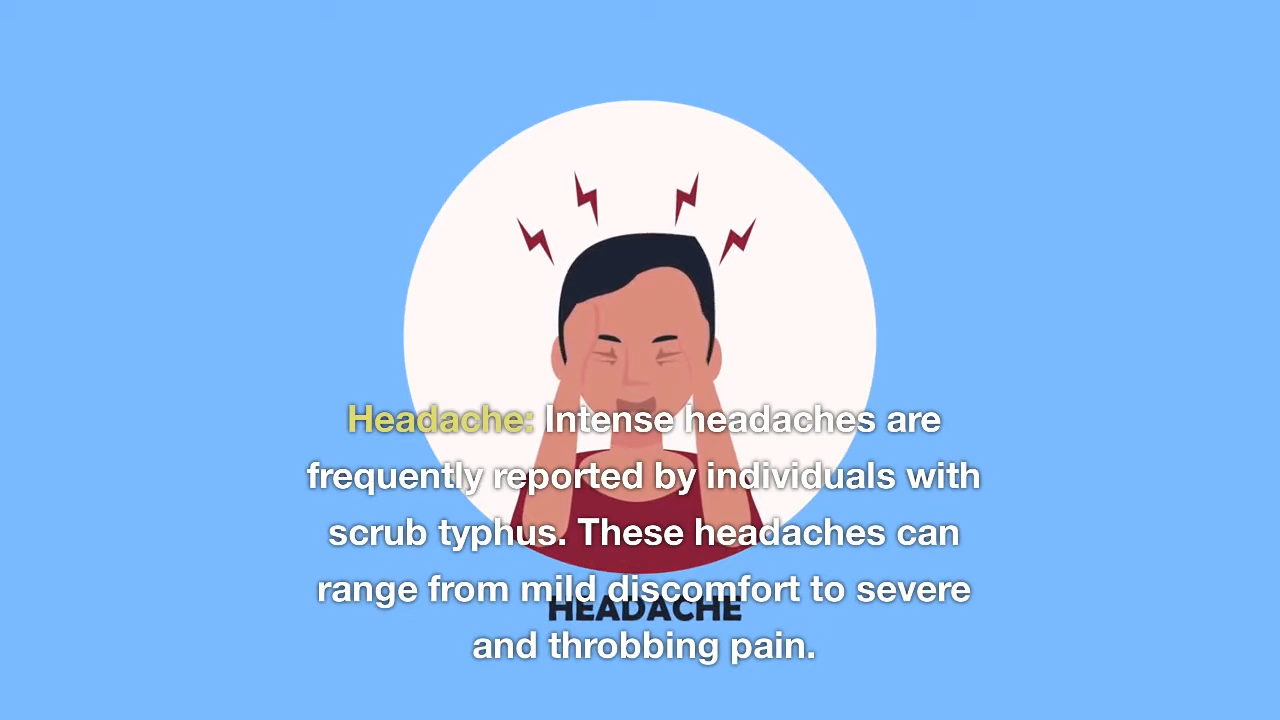 Headache: Intense headaches are
frequently reported by individuals with
scrub typhus. These headaches can
range from mild discomfort to severe
HEADACHE
and throbbing pain.